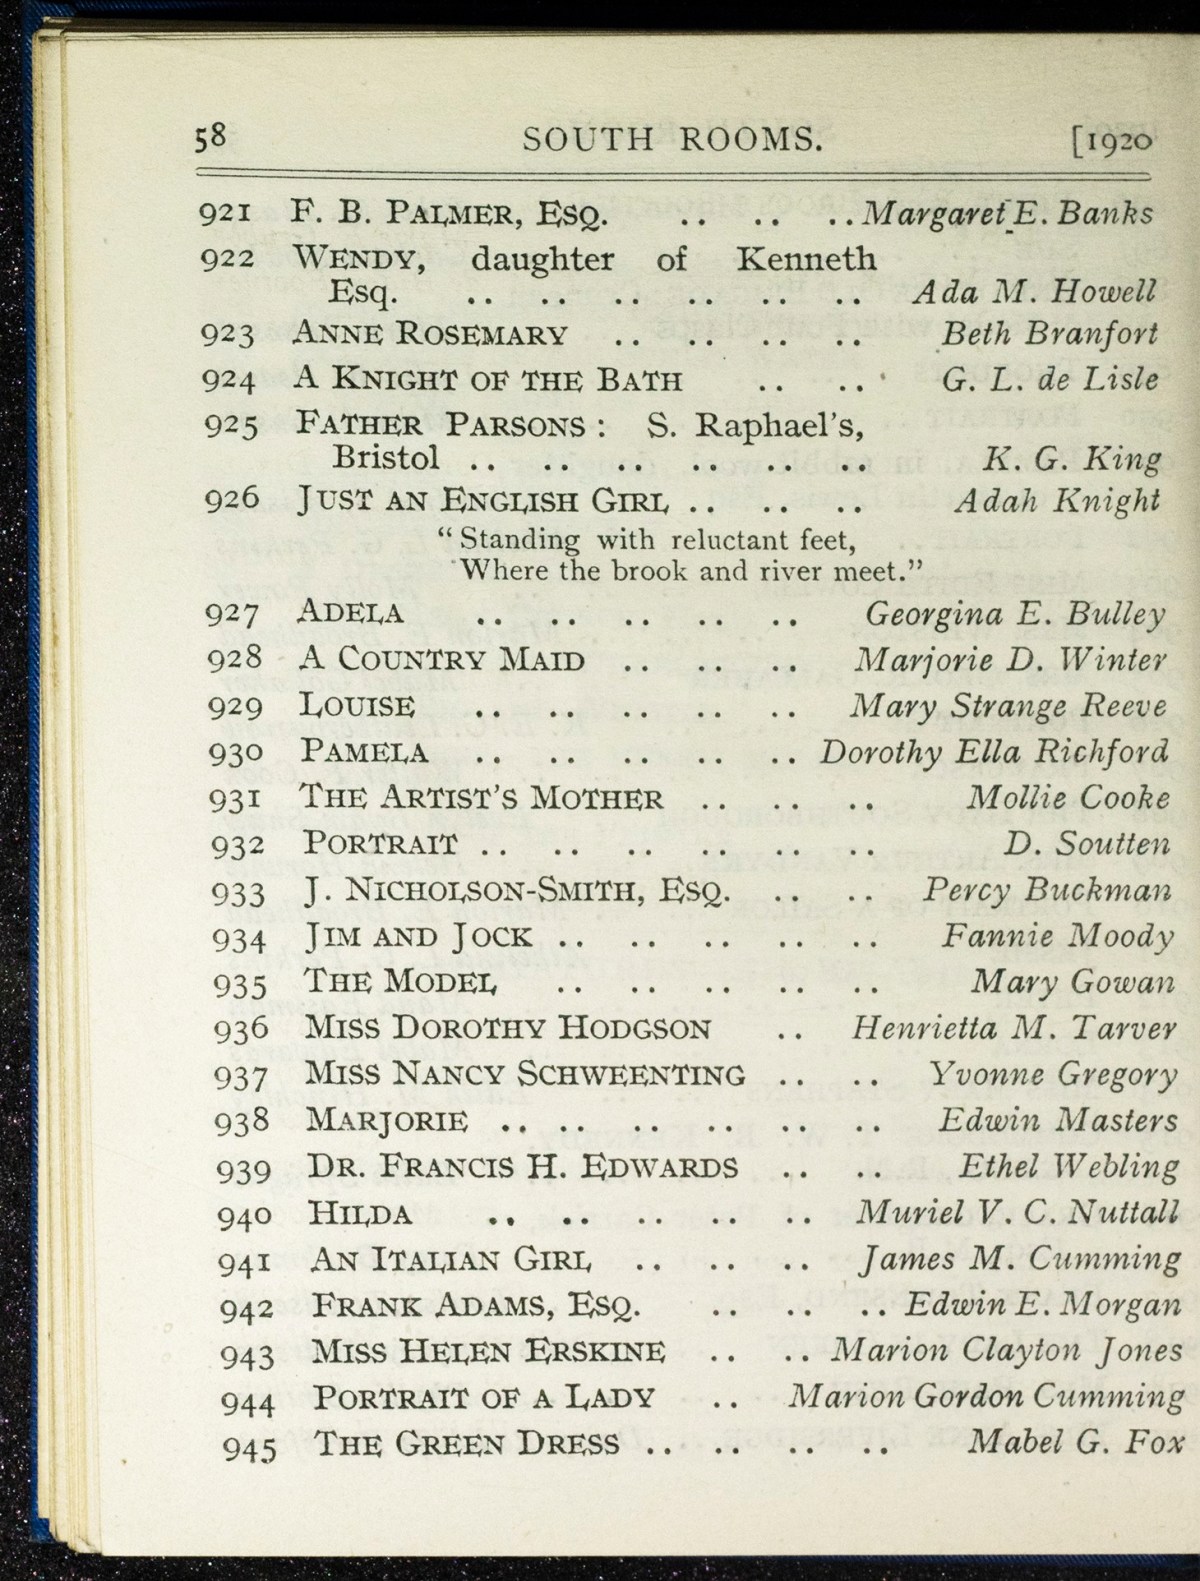 58 SOUTH ROOMS. [1920
921 F. B. PALMER, ESQ. .. .. .. Margaret E. Banks
922 WENDY, daughter of Kenneth
Esq. .. .. .. .. .. .. Ada M. Howell
923 ANNE ROSEMARY .. .. .. .. Beth Branfort
924 A KNIGHT OF THE BATH .. .. G. L. de Lisle
925 FATHER PARSONS : S. Raphael's,
Bristol .. .. .. .. .. .. K. G. King
926 JUST AN ENGLISH GIRL .. .. .. Adah Knight
“ Standing with reluctant feet,
Where the brook and river meet.”
927 ADELA .. .. .. .. .. Georgina E. Bulley
928 A COUNTRY MAID .. .. .. Marjorie D. Winter
929 LOUISE .. .. .. .. .. Mary Strange Reeve
930 PAMELA .. .. .. .. .. Dorothy Ella Richford
931 THE ARTIST'S MOTHER .. .. .. Mollie Cooke
932 PORTRAIT .. .. .. .. .. .. D. Soutten
933 J. NICHOLSON-SMITH, ESQ. .. .. Percy Buckman
934 JIM AND JOCK .. .. .. .. .. Fannie Moody
935 THE MODEL .. .. .. .. .. Mary Gowan
936 MISS DOROTHY HODGSON .. Henrietta M. Tarver
937 MISS NANCY SCHWEENTING .. .. Yvonne Gregory
938 MARJORIE .. .. .. .. .. .. Edwin Masters
939 DR. FRANCIS H. EDWARDS .. .. Ethel Webling
940 HILDA .. .. .. .. .. Muriel V. C. Nuttall
941 AN ITALIAN GIRL .. .. .. James M. Cumming
942 FRANK ADAMS, ESQ. .. .. .. Edwin E. Morgan
943 MISS HELEN ERSKINE .. .. Marion Clayton Jones
944 PORTRAIT OF A LADY .. Marion Gordon Cumming
945 THE GREEN DRESS .. .. .. .. Mabel G. Fox